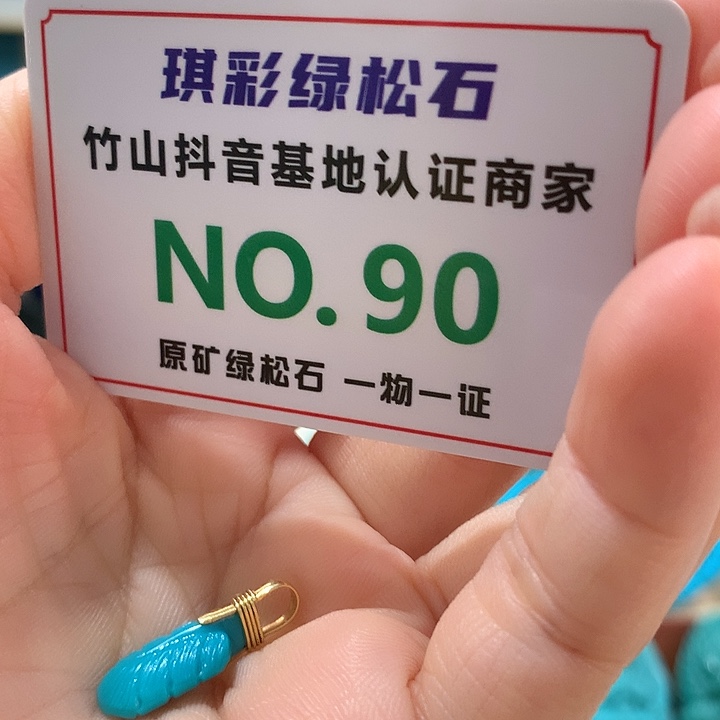 琪彩绿松石
竹山抖音基地认证商家
NO. 90
原矿绿松石 一物一证